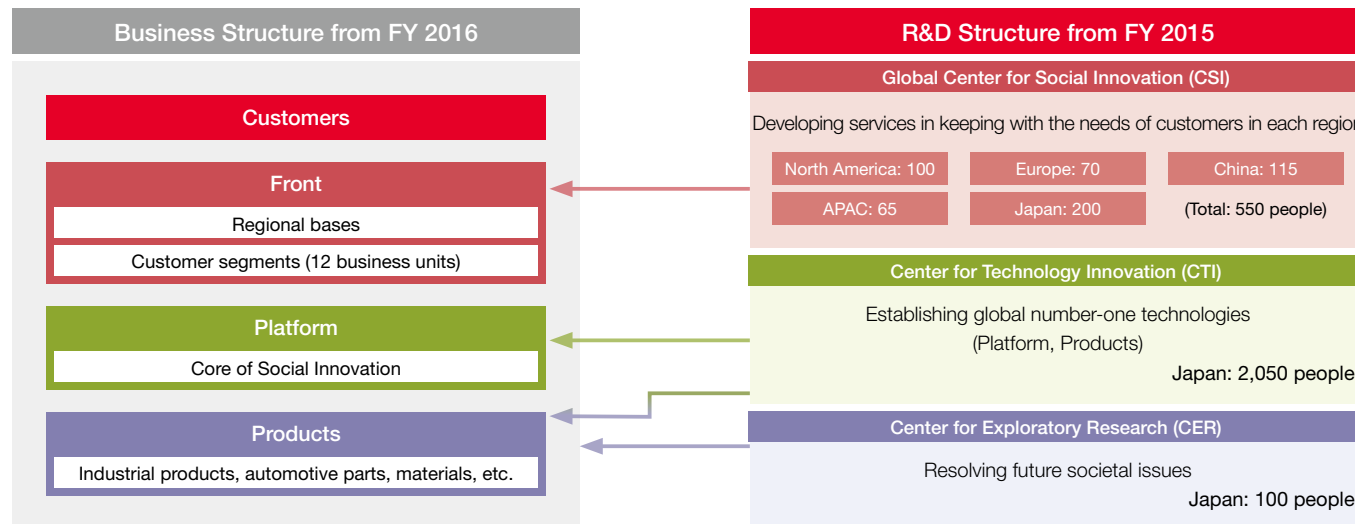 Business Structure from FY 2016
Customers
Front
Regional bases
Customer segments (12 business units)
Platform
Core of Social Innovation
Products
Industrial products, automotive parts, materials, etc.
R&D Structure from FY 2015
Global Center for Social Innovation (CSI)
Developing services in keeping with the needs of customers in each region
North America: 100
Europe: 70
China: 115
APAC: 65
Japan: 200
(Total: 550 people)
Center for Technology Innovation (CTI)
Establishing global number-one technologies
(Platform, Products)
Japan: 2,050 people
Center for Exploratory Research (CER)
Resolving future societal issues
Japan: 100 people